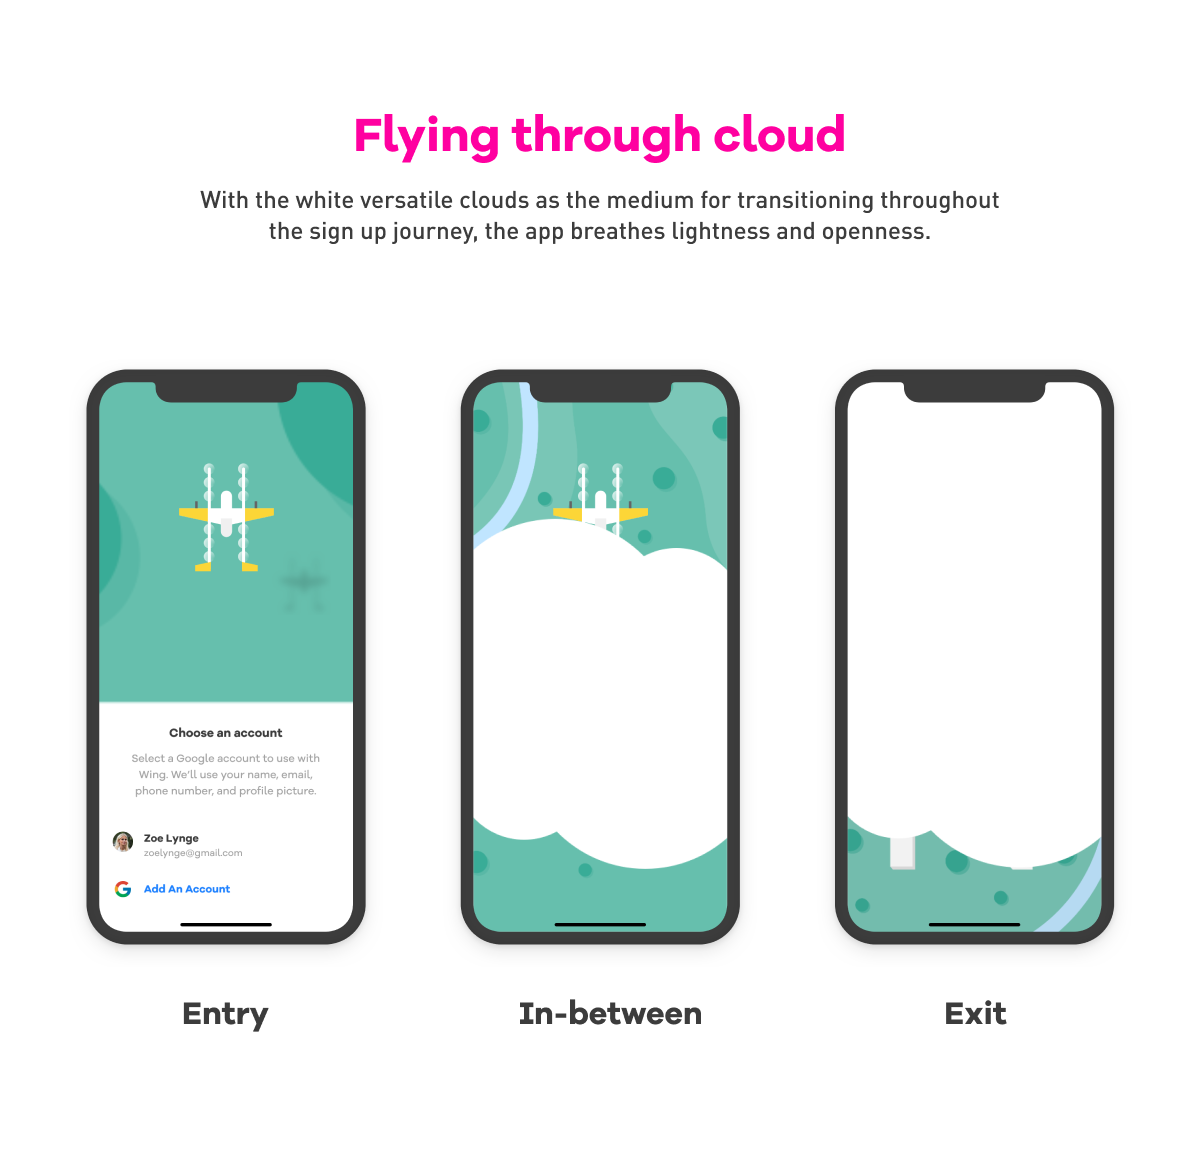 Flying through cloud
With the white versatile clouds as the medium for transitioning throughout
the sign up journey, the app breathes lightness and openness.
Choose an account
Select a Google account to use with
Wing. We'll use your name, email,
phone number, and profile picture.
Zoe Lynge
zoelynge@gmail.com
Add An Account
Entry
In-between
Exit